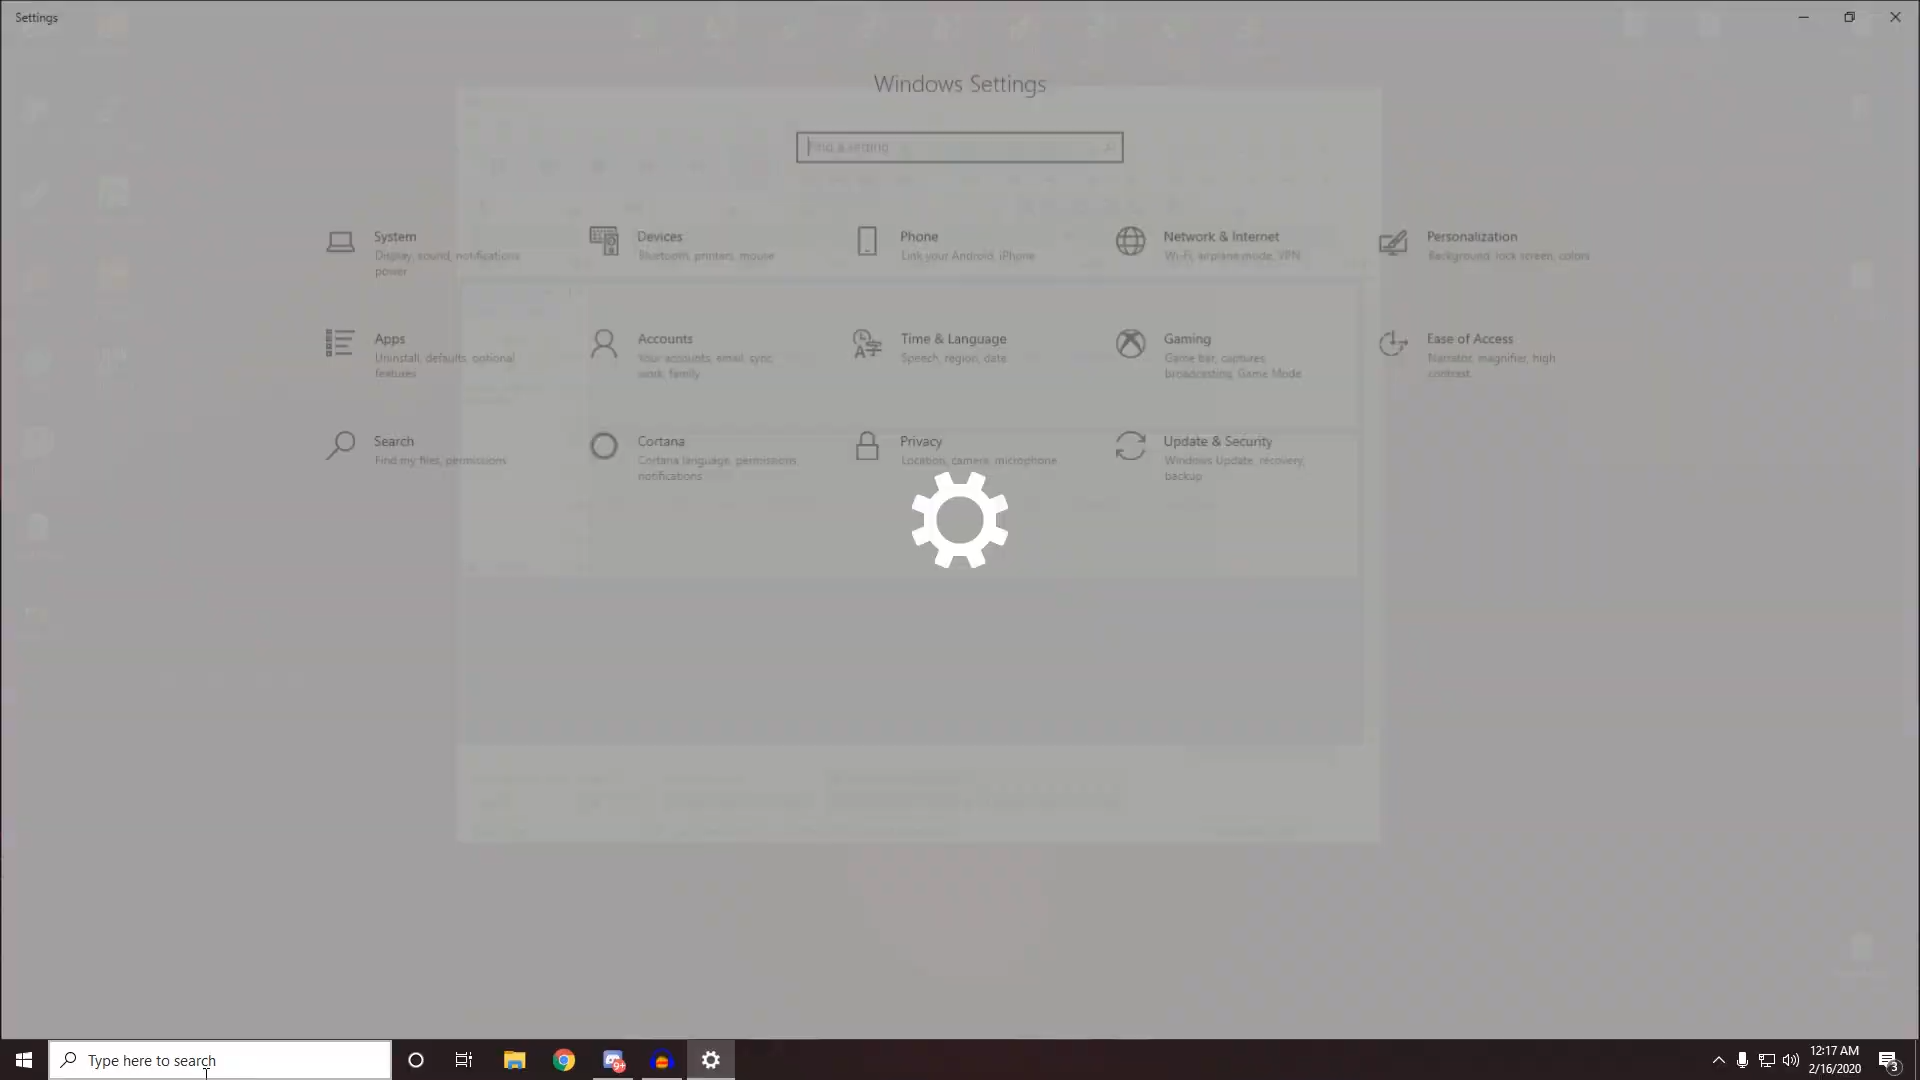 Settings
Windows Settings
Find a setting
System
Display, sound, notifications,
power
Devices
Bluetooth, printers, mouse
Phone
Link your Android, iPhone
Network & Internet
Wi-Fi, airplane mode, VPN
Personalization
Background, lock screen, colors
Apps
Uninstall, defaults, optional
features
Accounts
Your accounts, email, sync,
work, family
Time & Language
Speech, region, date
Gaming
Game bar, captures,
broadcasting, Game Mode
Ease of Access
Narrator, magnifier, high
contrast
Search
Find my files, permissions
Cortana
Cortana language, permissions,
notifications
Privacy
Location, camera, microphone
Update & Security
Windows Update, recovery,
backup
Type here to search
9+
12:17 AM
2/16/2020
3